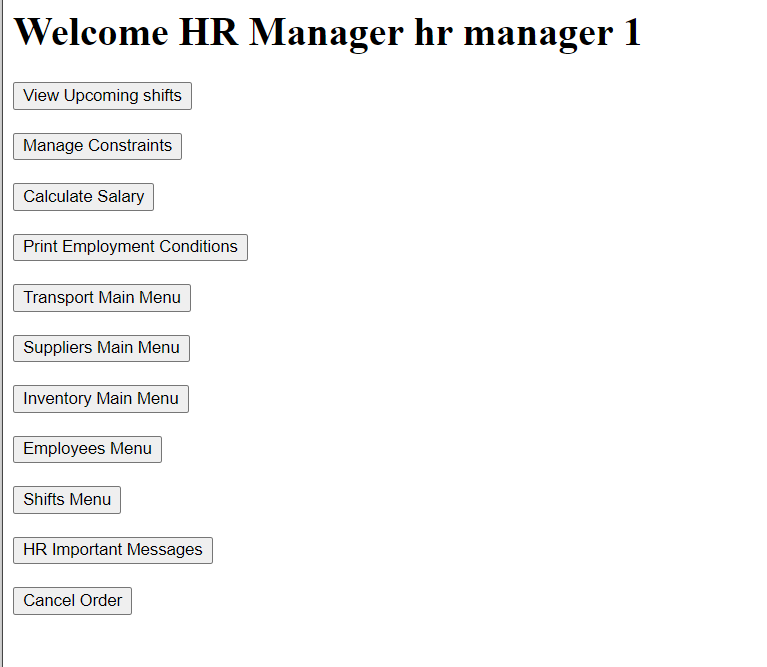 Welcome HR Manager hr manager 1
View Upcoming shifts
Manage Constraints
Calculate Salary
Print Employment Conditions
Transport Main Menu
Suppliers Main Menu
Inventory Main Menu
Employees Menu
Shifts Menu
HR Important Messages
Cancel Order